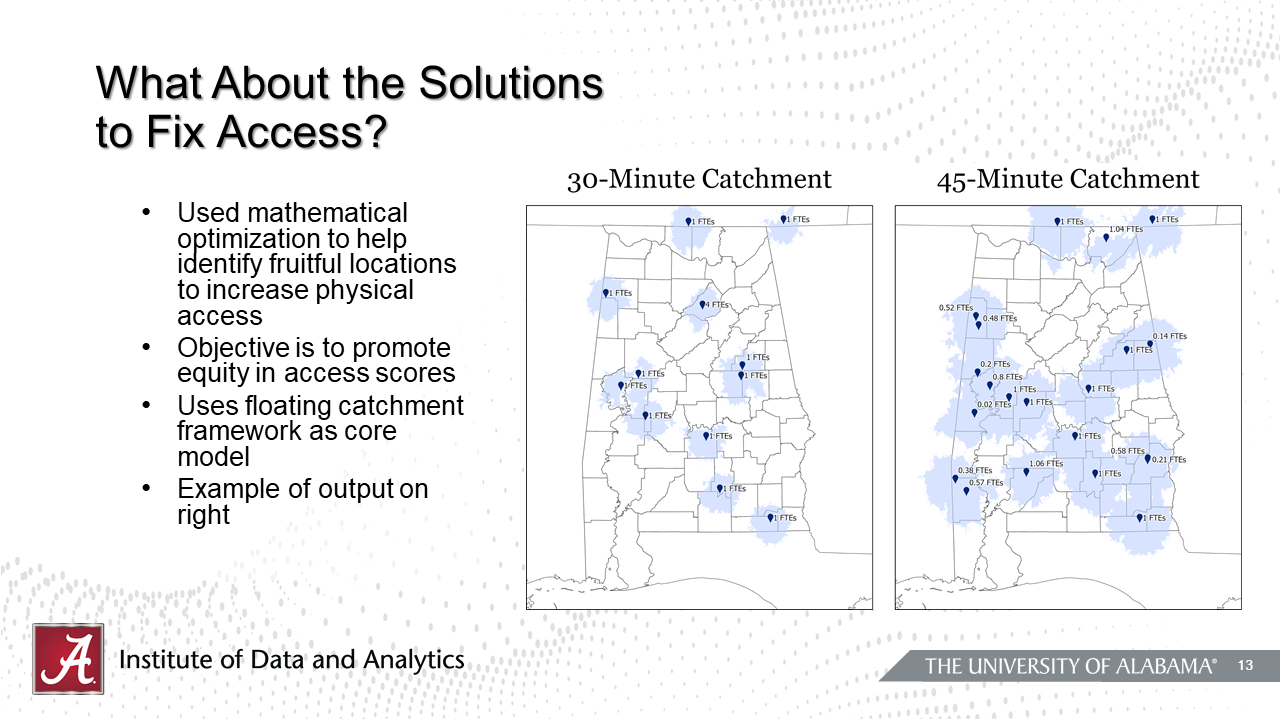 What About the Solutions
to Fix Access?
• Used mathematical
optimization to help
identify fruitful locations
to increase physical
access
• Objective is to promote
equity in access scores
• Uses floating catchment
framework as core
model
• Example of output on
right
30-Minute Catchment
1 FTEs
1 FTEs
1 FTEs
4 FTEs
1 FTEs
1 FTEs
1 FTEs
1 FTEs
1 FTEs
1 FTEs
1 FTEs
1 FTEs
45-Minute Catchment
1 FTEs
1 FTEs
1.04 FTEs
0.52 FTEs
0.48 FTEs
0.14 FTEs
1 FTEs
0.2 FTEs
0.8 FTEs
1 FTEs
1 FTEs
0.02 FTEs
1 FTEs
1 FTEs
0.58 FTEs
0.21 FTEs
1.06 FTEs
0.38 FTEs
1 FTEs
0.57 FTEs
1 FTEs
A
Institute of Data and Analytics
THE UNIVERSITY OF ALABAMA®
13